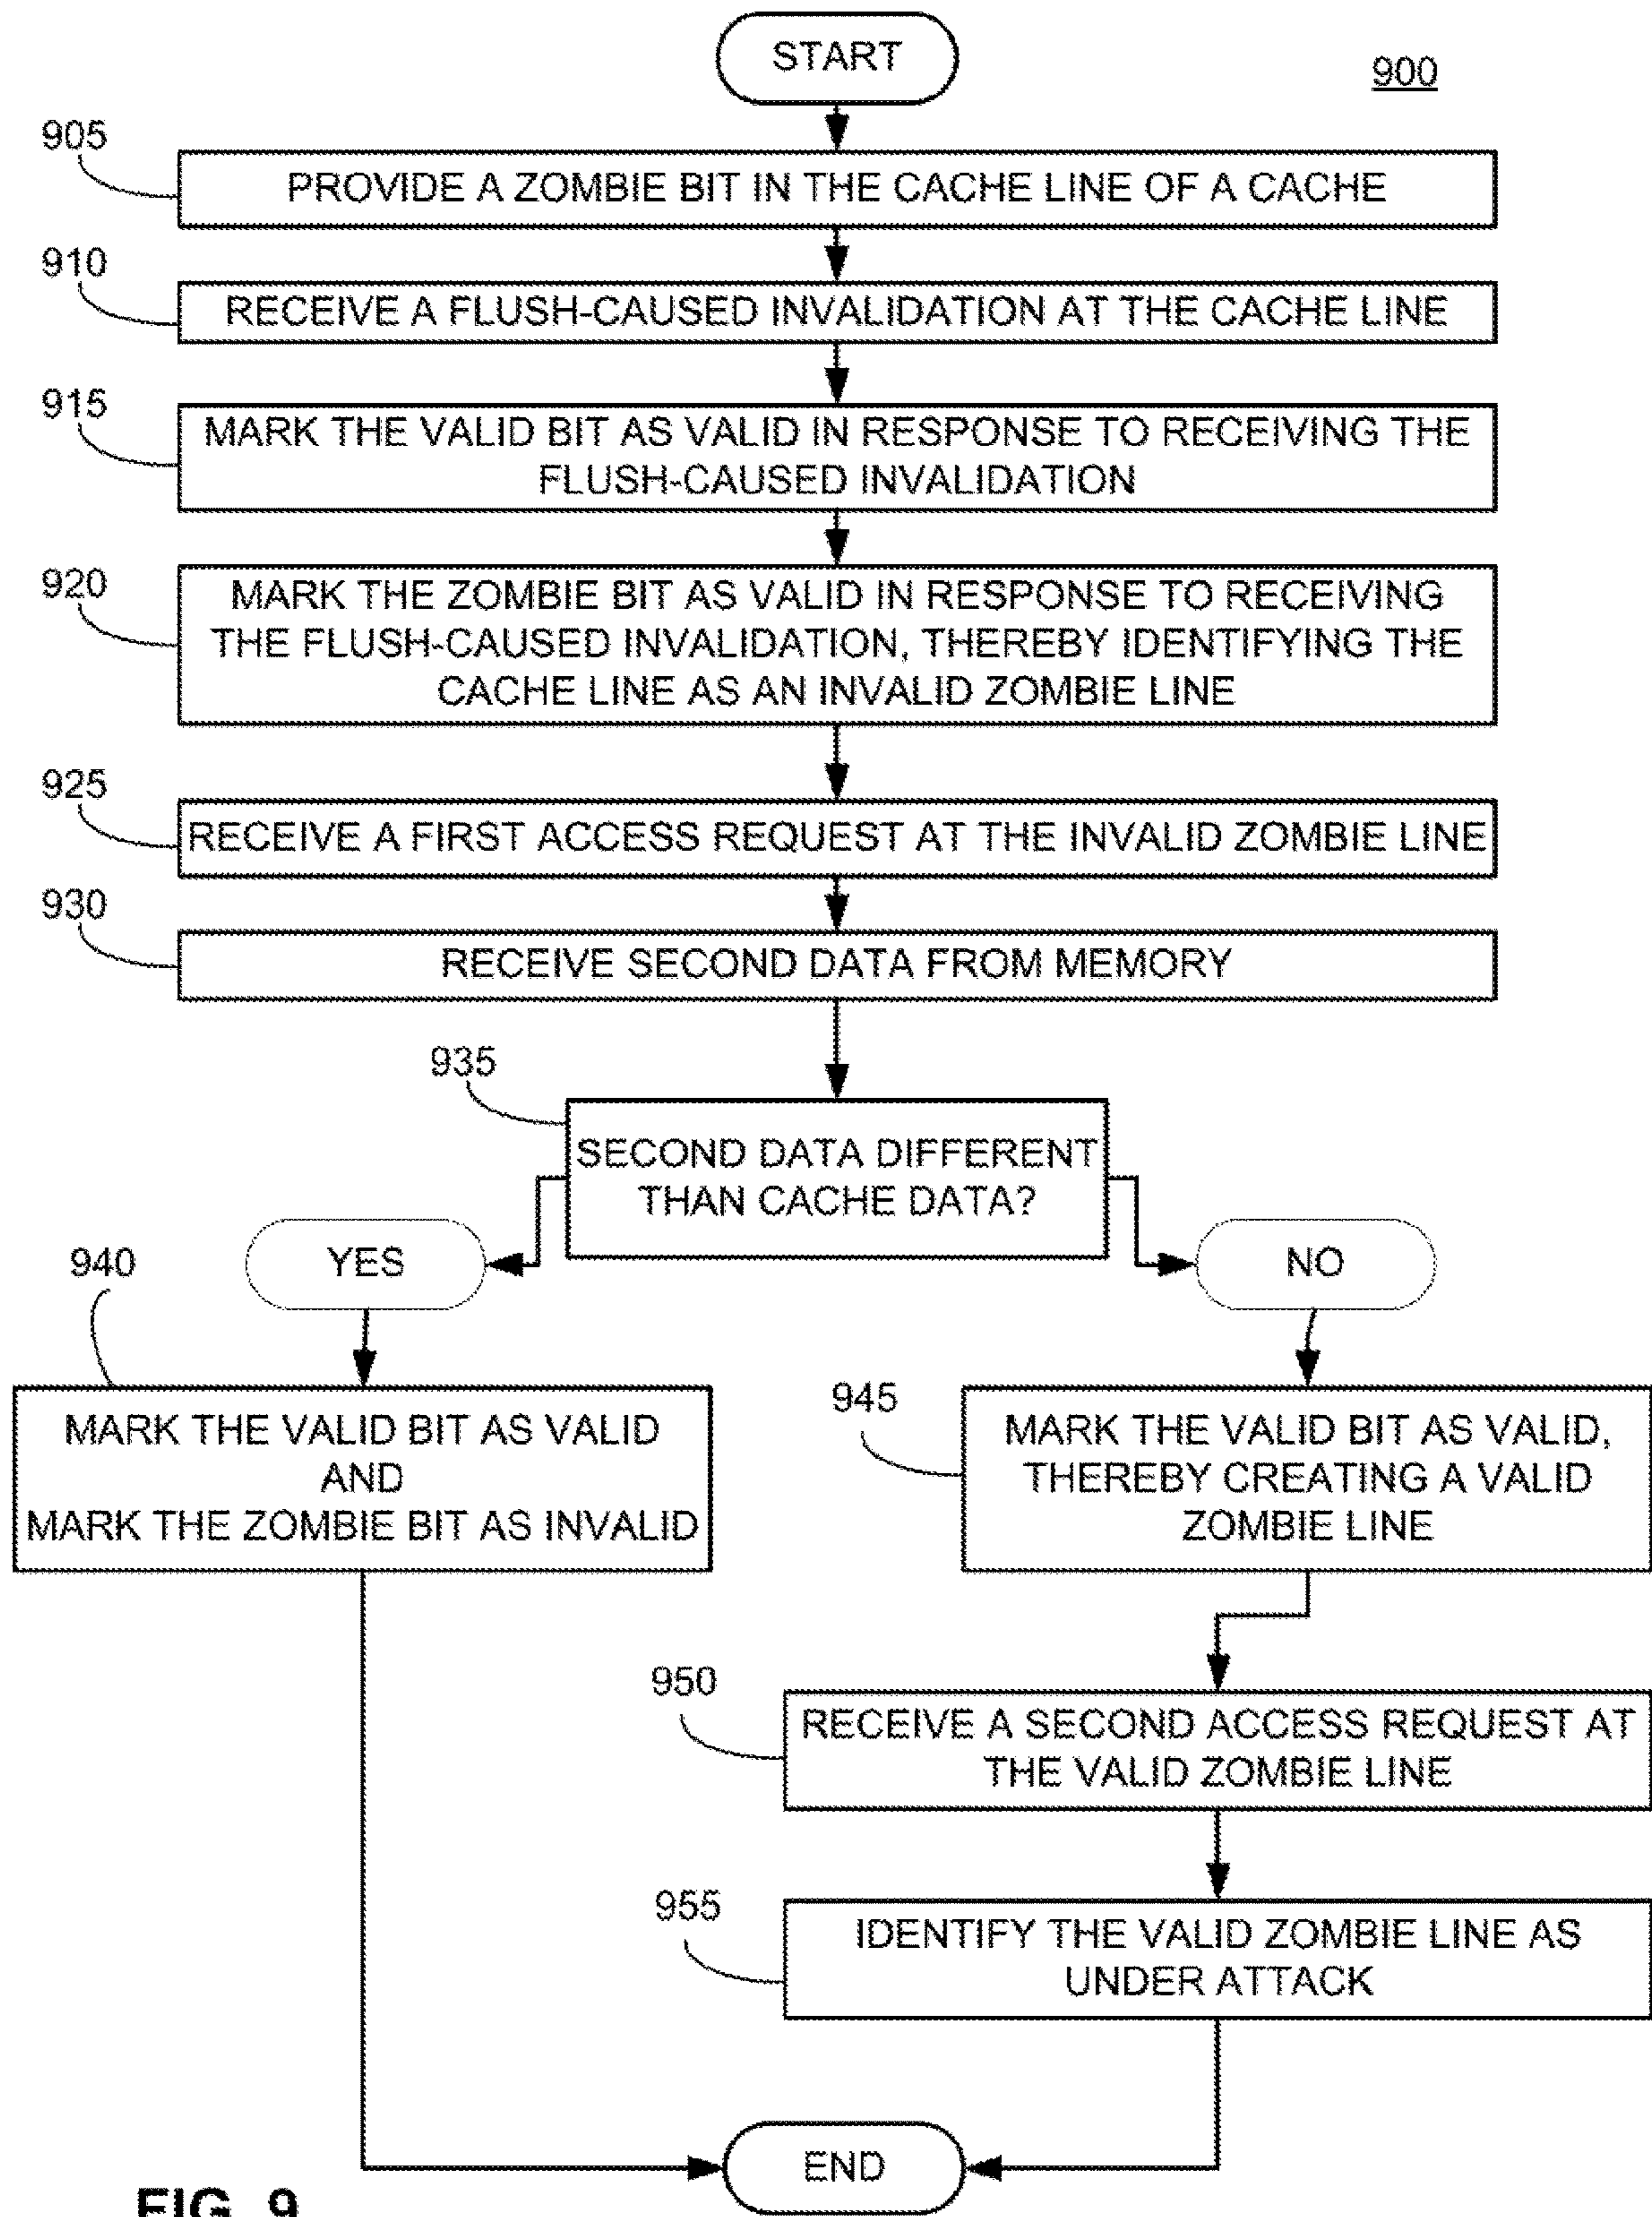 START
900
905
PROVIDE A ZOMBIE BIT IN THE CACHE LINE OF A CACHE
910
RECEIVE A FLUSH-CAUSED INVALIDATION AT THE CACHE LINE
915
MARK THE VALID BIT AS VALID IN RESPONSE TO RECEIVING THE
FLUSH-CAUSED INVALIDATION
920
MARK THE ZOMBIE BIT AS VALID IN RESPONSE TO RECEIVING
THE FLUSH-CAUSED INVALIDATION, THEREBY IDENTIFYING THE
CACHE LINE AS AN INVALID ZOMBIE LINE
925
RECEIVE A FIRST ACCESS REQUEST AT THE INVALID ZOMBIE LINE
930
RECEIVE SECOND DATA FROM MEMORY
935
SECOND DATA DIFFERENT
THAN CACHE DATA?
YES
NO
940
MARK THE VALID BIT AS VALID
AND
MARK THE ZOMBIE BIT AS INVALID
945
MARK THE VALID BIT AS VALID,
THEREBY CREATING A VALID
ZOMBIE LINE
950
RECEIVE A SECOND ACCESS REQUEST AT
THE VALID ZOMBIE LINE
955
IDENTIFY THE VALID ZOMBIE LINE AS
UNDER ATTACK
END
FIG. 9